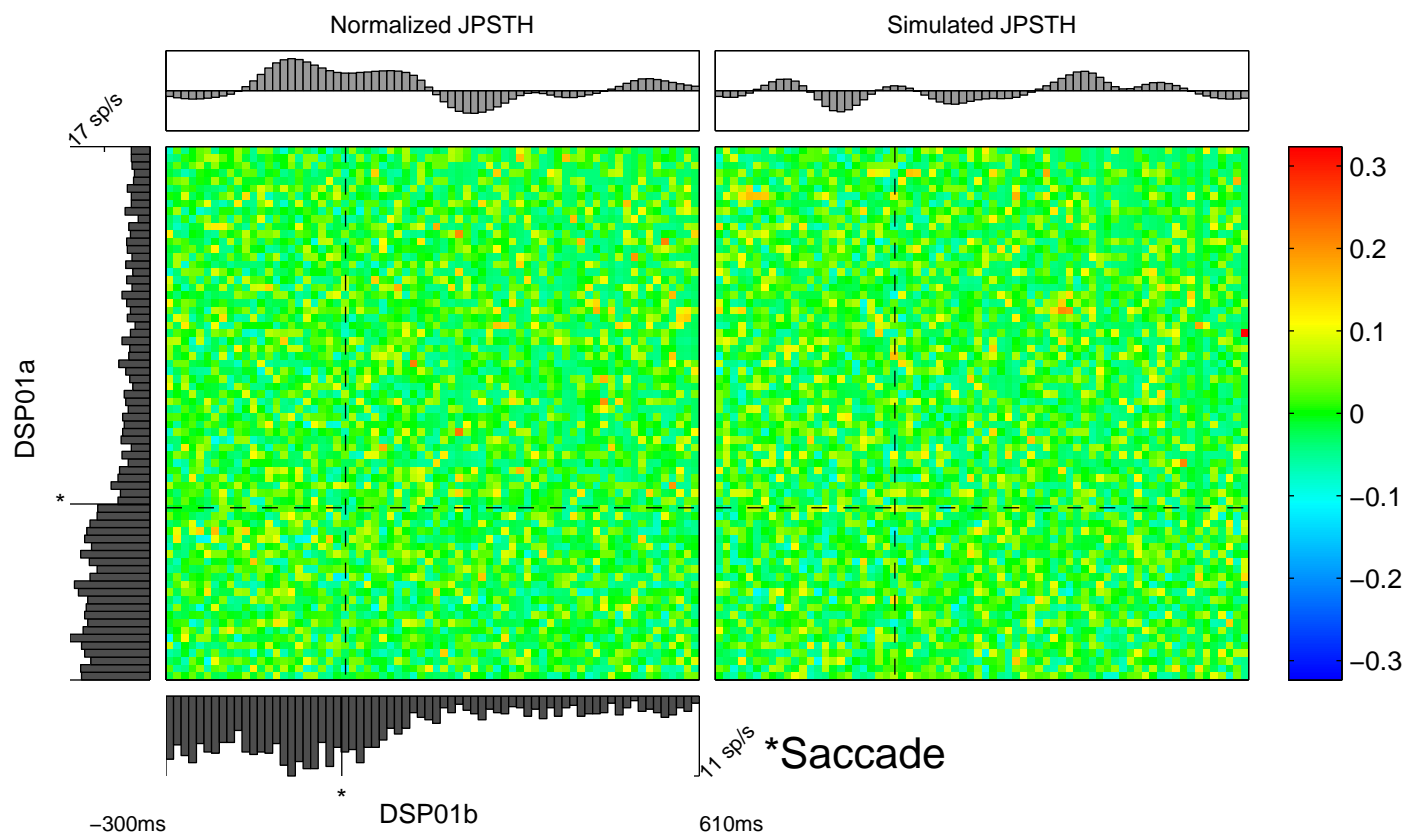 Normalized JPSTH
Simulated JPSTH
17 sp/s
DSP01a
*
0.3
0.2
0.1
0
−0.1
−0.2
−0.3
11 sp/s
*Saccade
*
DSP01b
−300ms
610ms